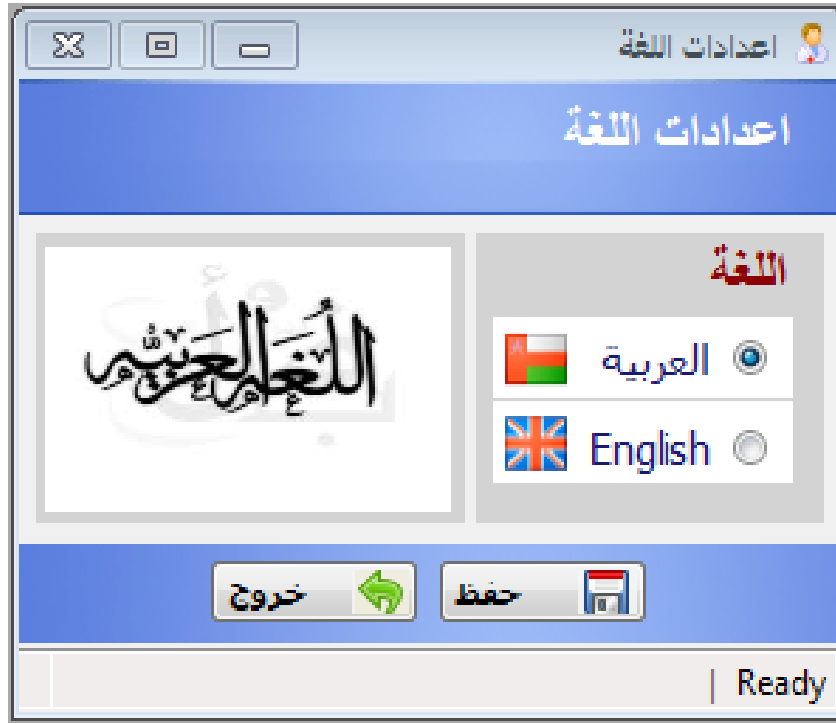 اعدادات اللغة
اعدادات اللغة
اللغة
العربية
English
اللغة العربية
حفظ
خروج
Ready